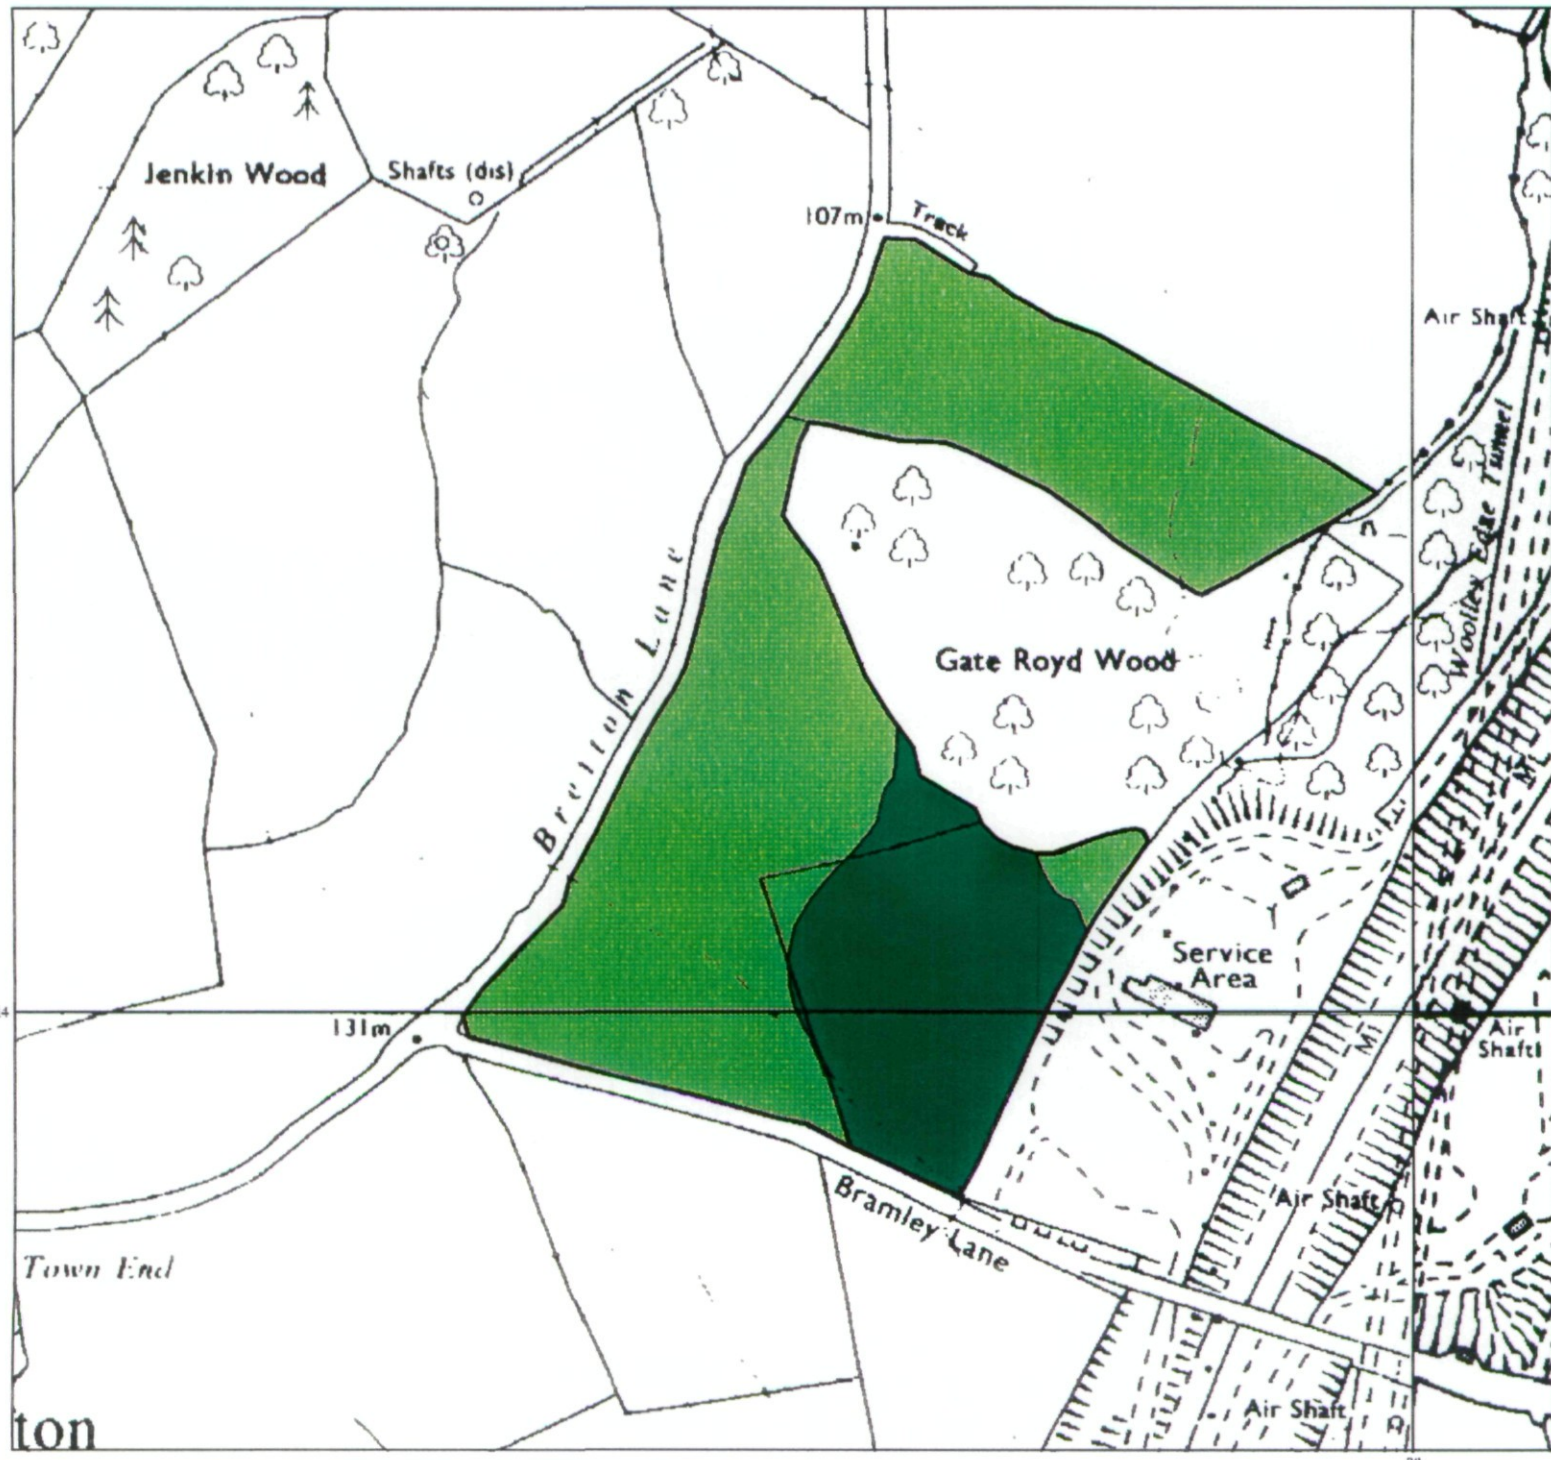 Jenkin Wood
Shafts (dis)
107m
Track
Air Shaft
Woolley Edge Tunnel
Bretton Lane
Gate Royd Wood
Service
Area
131m
Air
Shaft
M1
Air Shaft
Bramley Lane
Town End
Air Shaft
ton